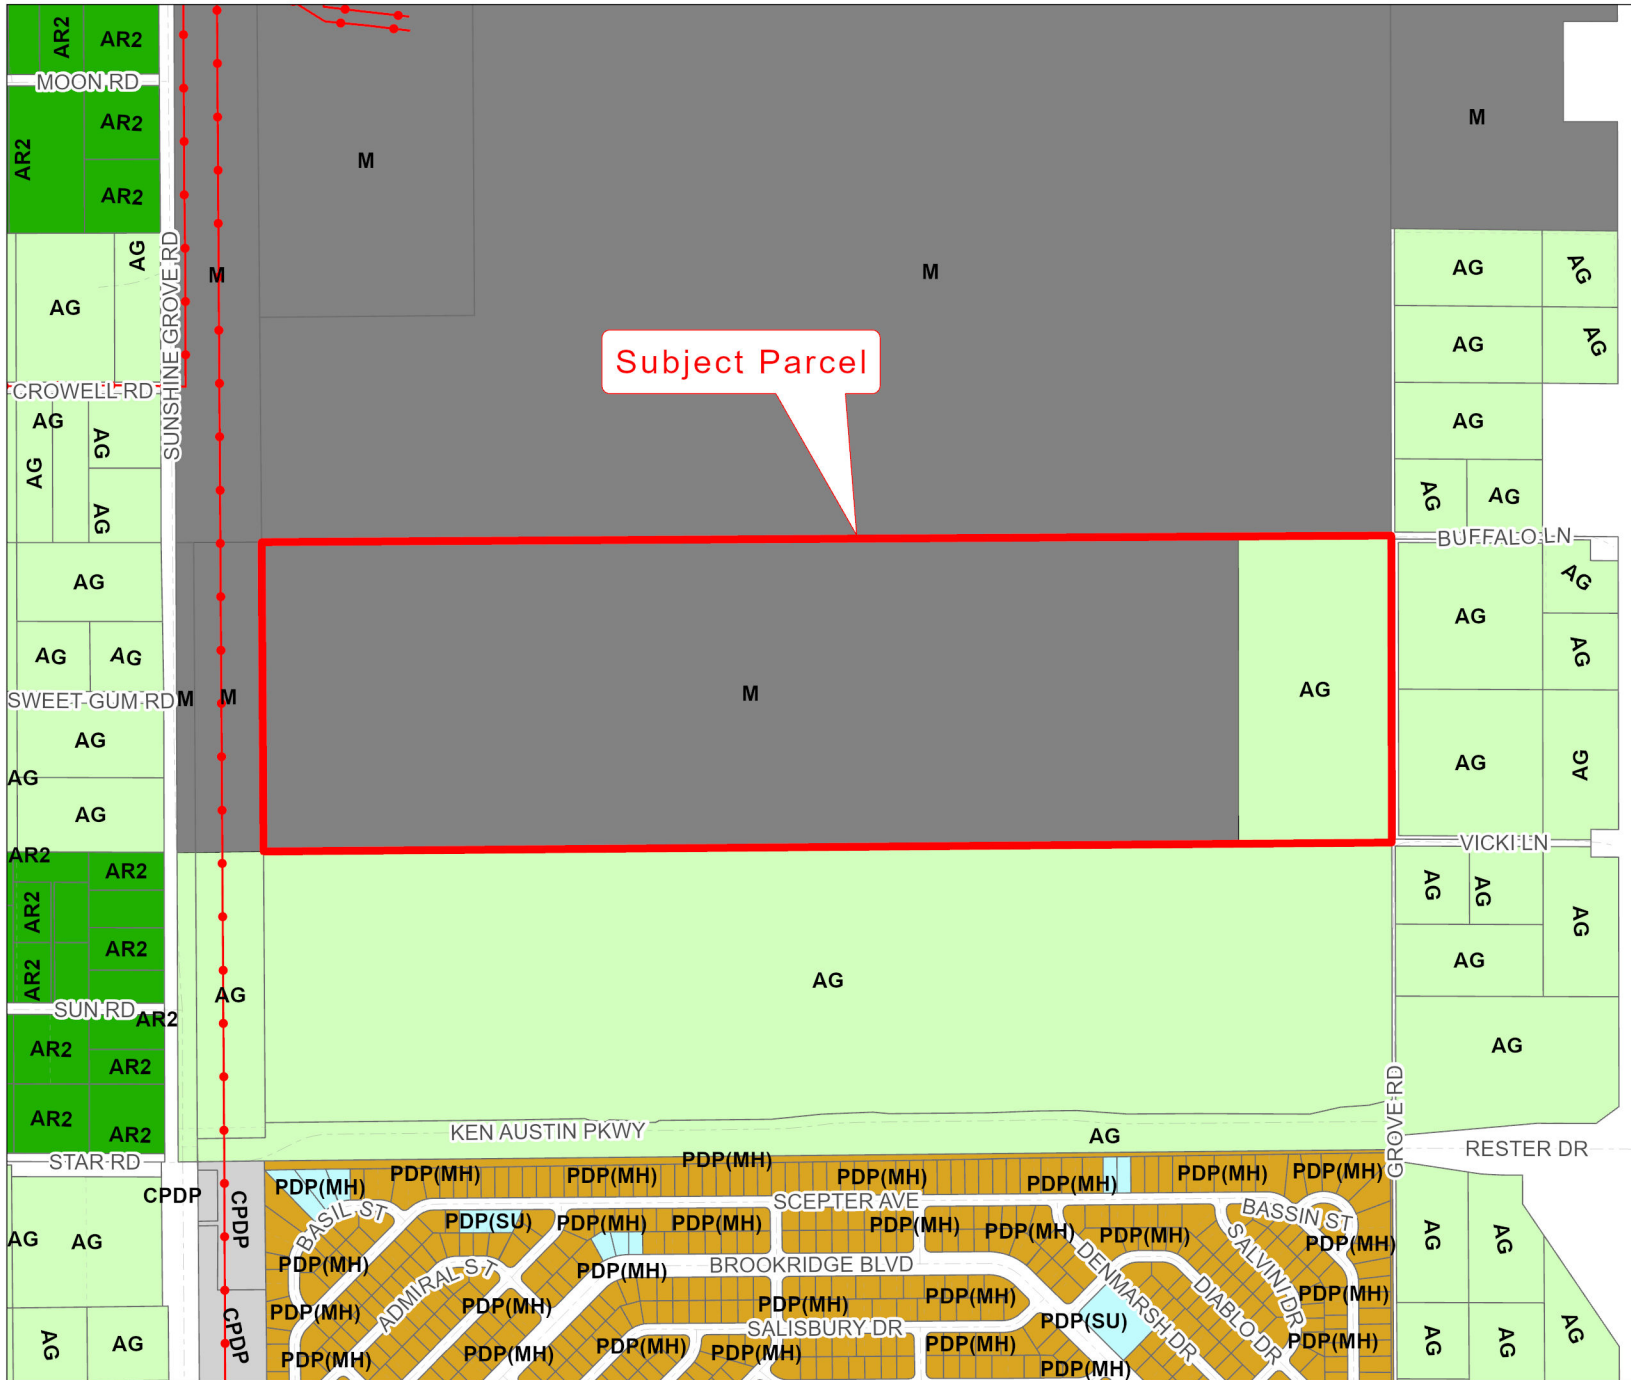 AR2
AR2
MOON RD
AR2
AR2
AR2
M
M
AG
AG
SUNSHINE GROVE RD
M
M
AG
AG
AG
AG
Subject Parcel
CROWELL RD
AG
AG
AG
AG
AG
AG
AG
BUFFALO LN
AG
AG
AG
AG
AG
AG
SWEET GUM RD
M
M
M
AG
AG
AG
AG
AG
AG
AG
VICKI LN
AR2
AR2
AR2
AR2
AR2
AG
AG
AG
AG
AG
AG
SUN RD
AR2
AR2
AR2
AR2
AR2
AG
GROVE RD
KEN AUSTIN PKWY
AG
RESTER DR
STAR RD
PDP(MH)
PDP(MH)
PDP(MH)
PDP(MH)
PDP(MH)
PDP(MH)
PDP(MH)
PDP(MH)
CPDP
CPDP
SCEPTER AVE
BASIL ST
PDP(SU)
PDP(MH)
PDP(MH)
PDP(MH)
PDP(MH)
PDP(MH)
BASSIN ST
PDP(MH)
AG
AG
AG
AG
PDP(MH)
ADMIRAL ST
PDP(MH)
BROOKRIDGE BLVD
DENMARSH DR
DIABLO DR
SALVINI DR
PDP(MH)
PDP(MH)
PDP(MH)
PDP(MH)
PDP(MH)
PDP(SU)
SALISBURY DR
CPDP
AG
AG
PDP(MH)
PDP(MH)
PDP(MH)
PDP(MH)
PDP(MH)
PDP(MH)
PDP(MH)
AG
AG
AG